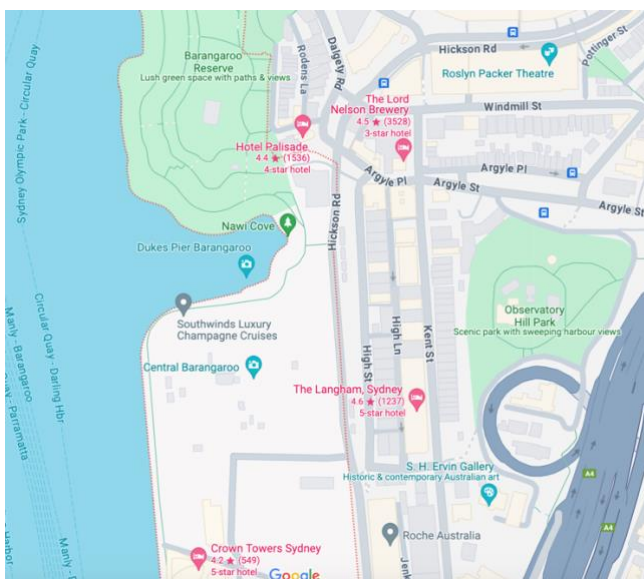 Barangaroo
Reserve
Lush green space with paths & views
Rodens La
Dalgety Rd
Hickson Rd
Pottinger St
Roslyn Packer Theatre
The Lord
Nelson Brewery
4.5 ★ (3528)
3-star hotel
Windmill St
Hotel Palisade
4.4 ★ (1536)
4-star hotel
Argyle Pl
Argyle Pl
Argyle St
Argyle St
Sydney Olympic Park - Circular Quay
Nawi Cove
Hickson Rd
Dukes Pier Barangaroo
Southwinds Luxury
Champagne Cruises
Observatory
Hill Park
Scenic park with sweeping harbour views
Circular Quay - Darling Hbr
Manly - Barangaroo
Quay - Parramatta
Central Barangaroo
High St
High Ln
Kent St
The Langham, Sydney
4.6 ★ (1237)
5-star hotel
S. H. Ervin Gallery
Historic & contemporary Australian art
A4
A4
Roche Australia
Crown Towers Sydney
4.2 ★ (549)
5-star hotel
Google
Jenk
Harbor
Manly - D